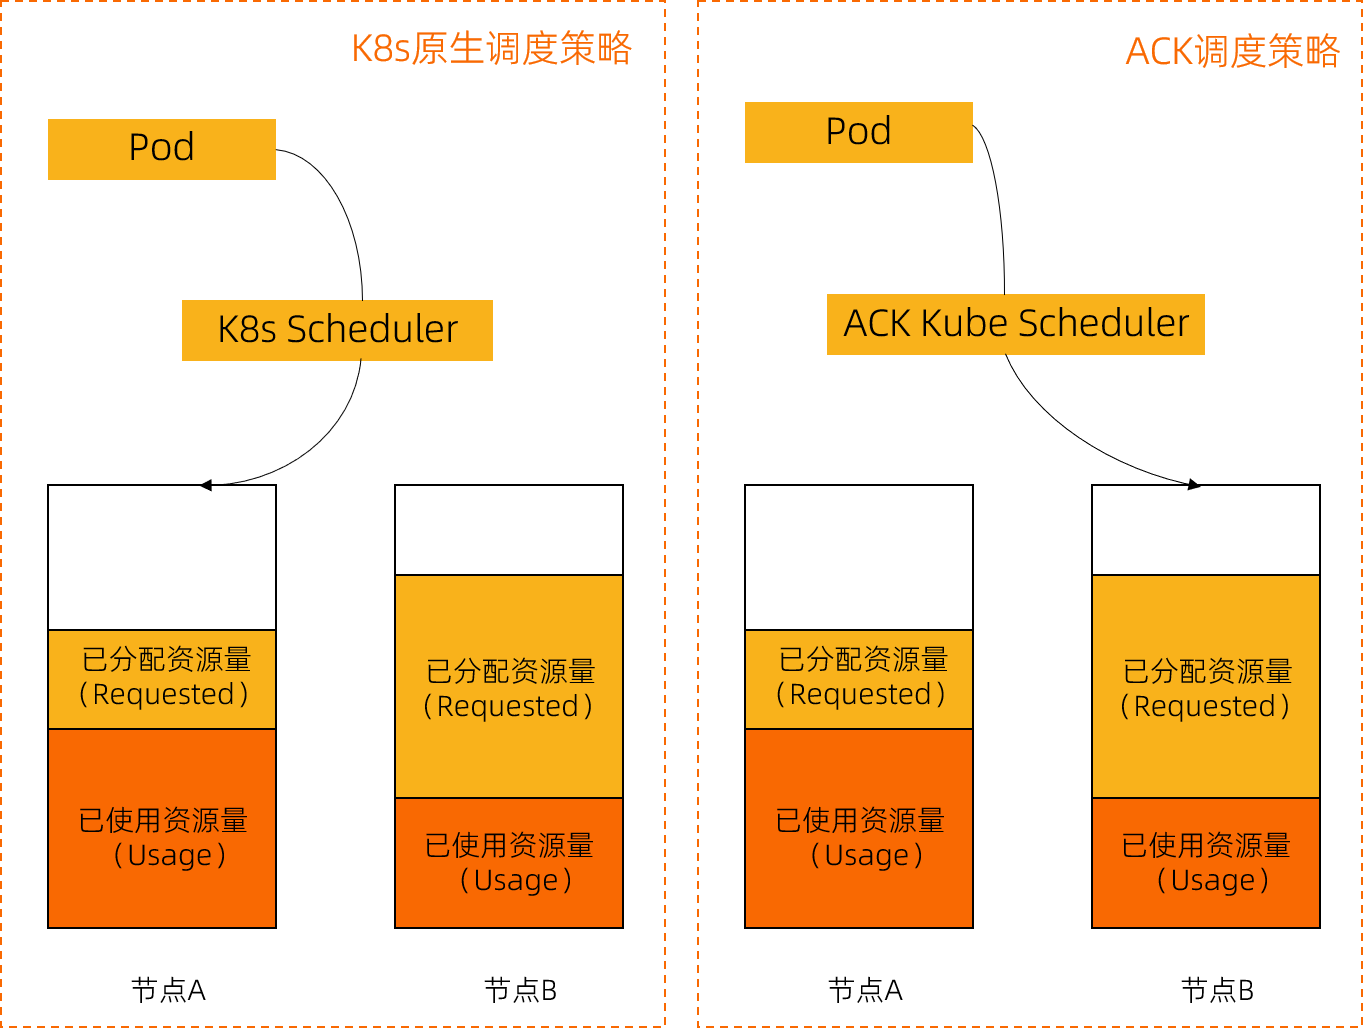 K8s原生调度策略
Pod
K8s Scheduler
已分配资源量
（Requested）
已使用资源量
（Usage）
节点A
已分配资源量
（Requested）
已使用资源量
（Usage）
节点B
ACK调度策略
Pod
ACK Kube Scheduler
已分配资源量
（Requested）
已使用资源量
（Usage）
节点A
已分配资源量
（Requested）
已使用资源量
（Usage）
节点B